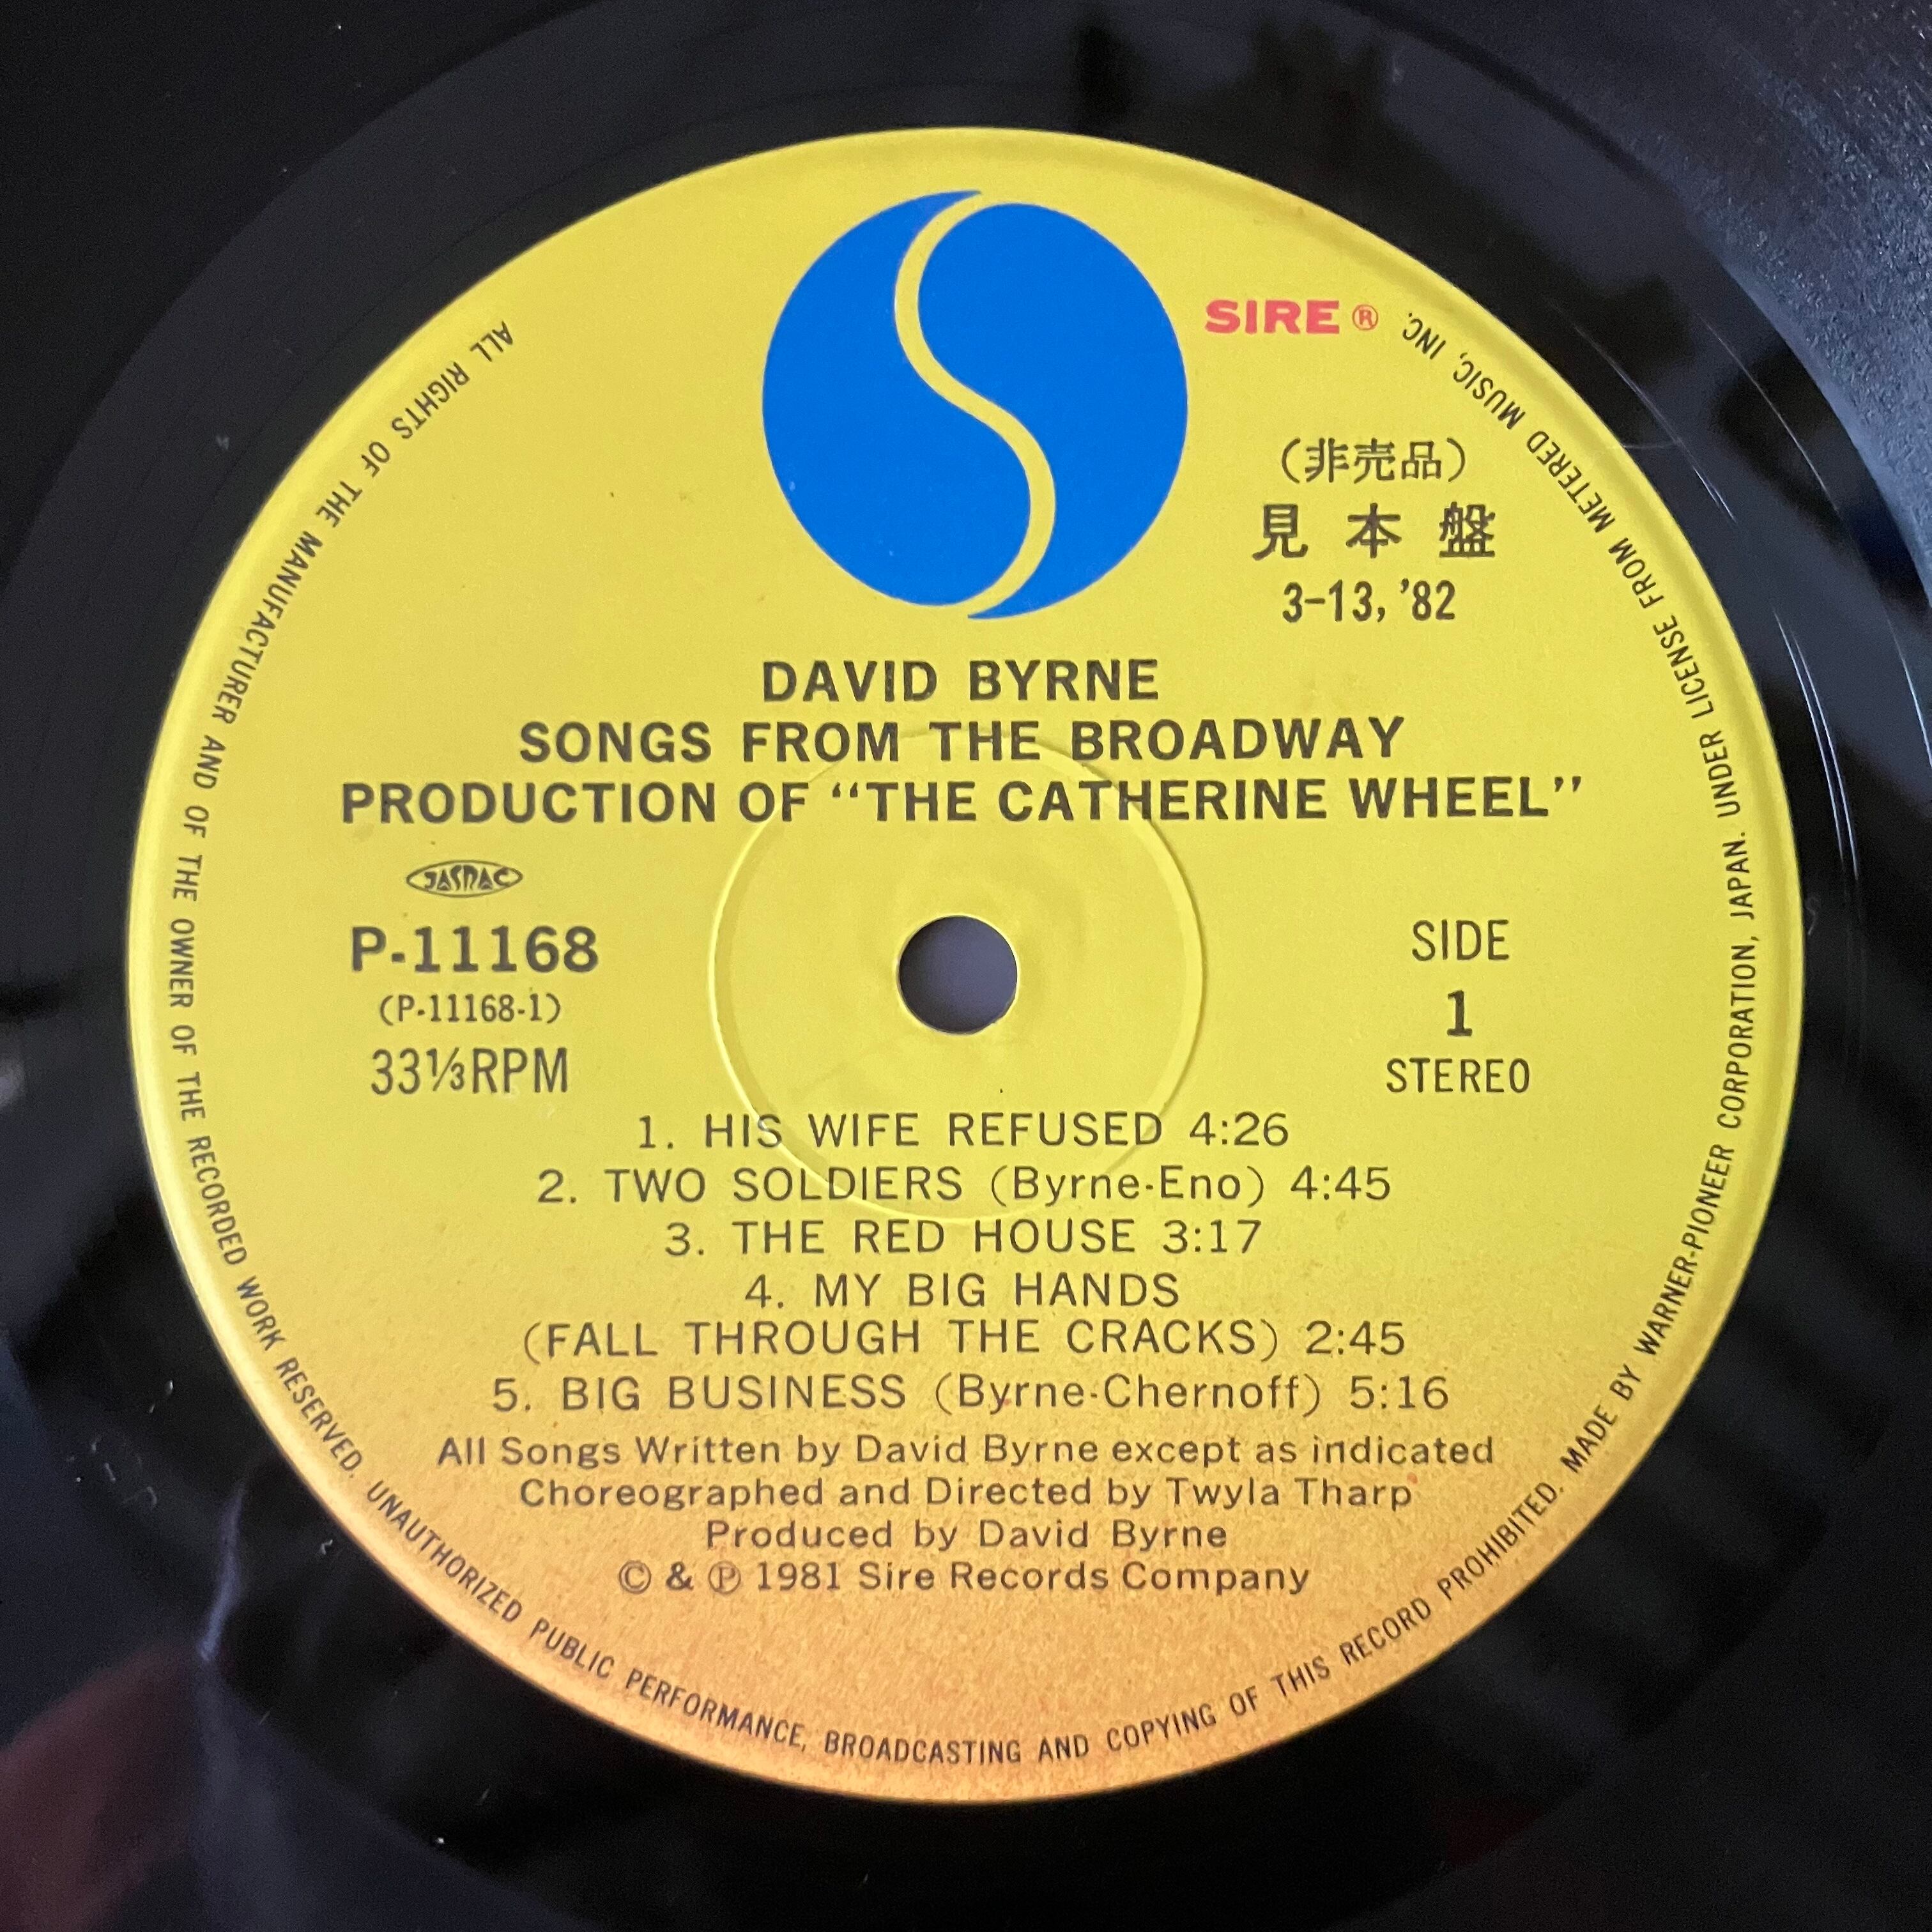 SIRE ®
(非売品)
見本盤
3-13, '82
DAVID BYRNE
SONGS FROM THE BROADWAY
PRODUCTION OF “THE CATHERINE WHEEL”
JASRAC
P-11168
(P-11168-1)
33⅓RPM
SIDE
1
STEREO
1. HIS WIFE REFUSED 4:26
2. TWO SOLDIERS (Byrne-Eno) 4:45
3. THE RED HOUSE 3:17
4. MY BIG HANDS
(FALL THROUGH THE CRACKS) 2:45
5. BIG BUSINESS (Byrne-Chernoff) 5:16
All Songs Written by David Byrne except as indicated
Choreographed and Directed by Twyla Tharp
Produced by David Byrne
© & ℗ 1981 Sire Records Company
ALL RIGHTS OF THE MANUFACTURER AND OF THE OWNER OF THE RECORDED WORK RESERVED. UNAUTHORIZED PUBLIC PERFORMANCE, BROADCASTING AND COPYING OF THIS RECORD PROHIBITED. MADE BY WARNER-PIONEER CORPORATION, JAPAN. UNDER LICENSE FROM METERED MUSIC, INC.